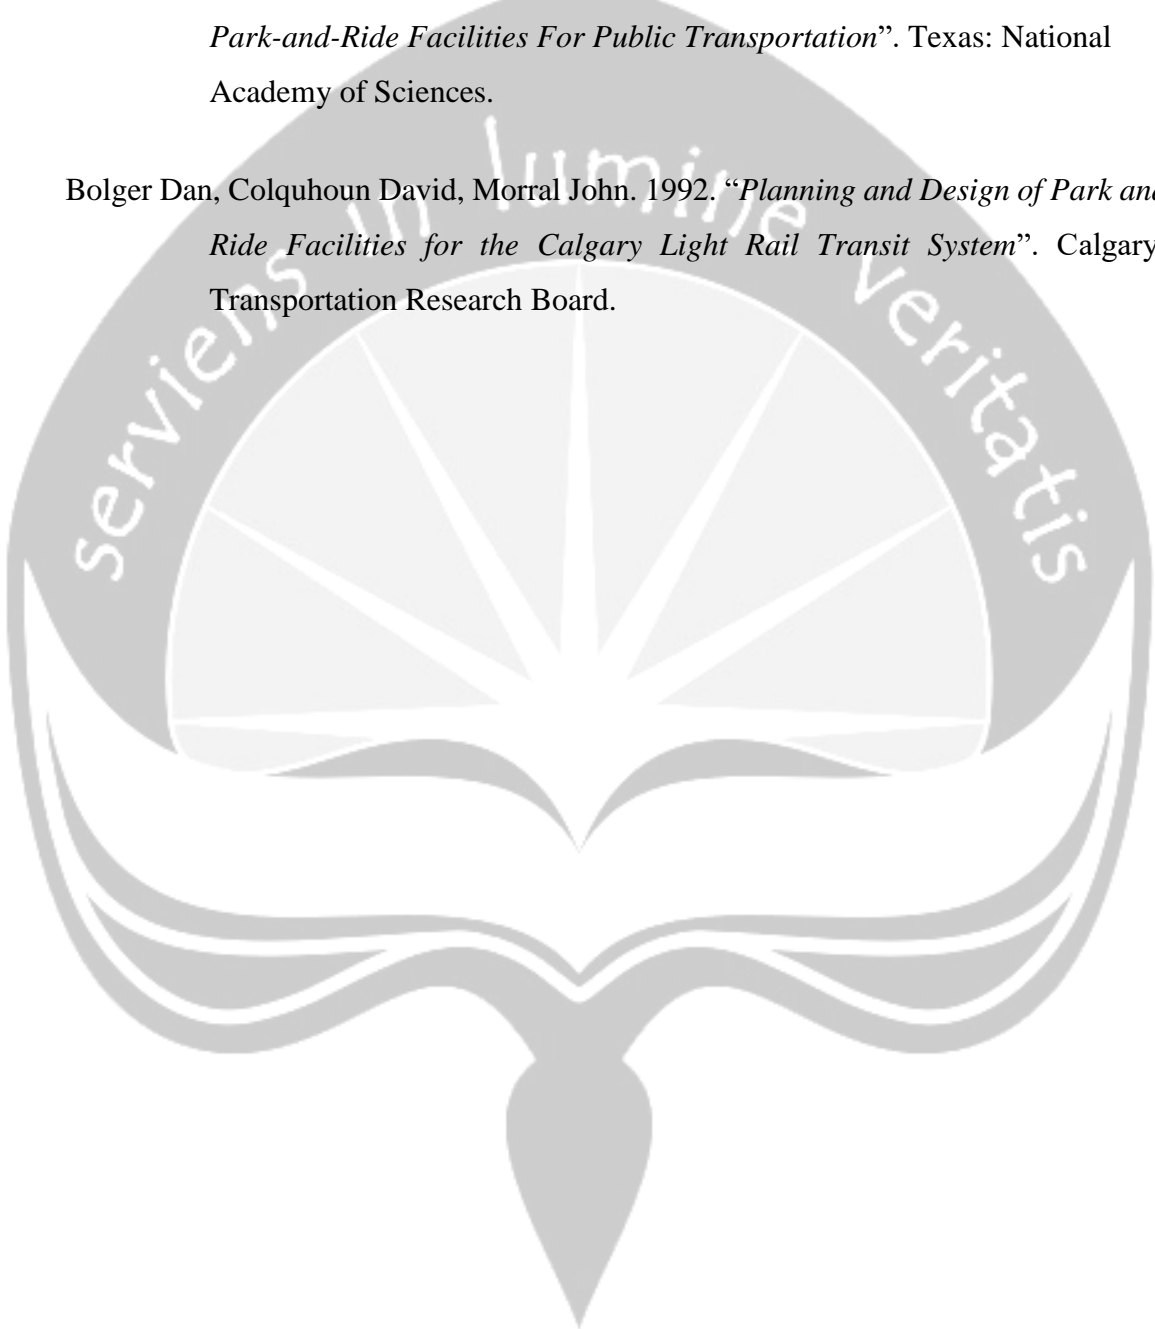 Park-and-Ride Facilities For Public Transportation”. Texas: National
Academy of Sciences.
Bolger Dan, Colquhoun David, Morral John. 1992. “Planning and Design of Park and
Ride Facilities for the Calgary Light Rail Transit System”. Calgary
Transportation Research Board.
serviens in lumine veritatis